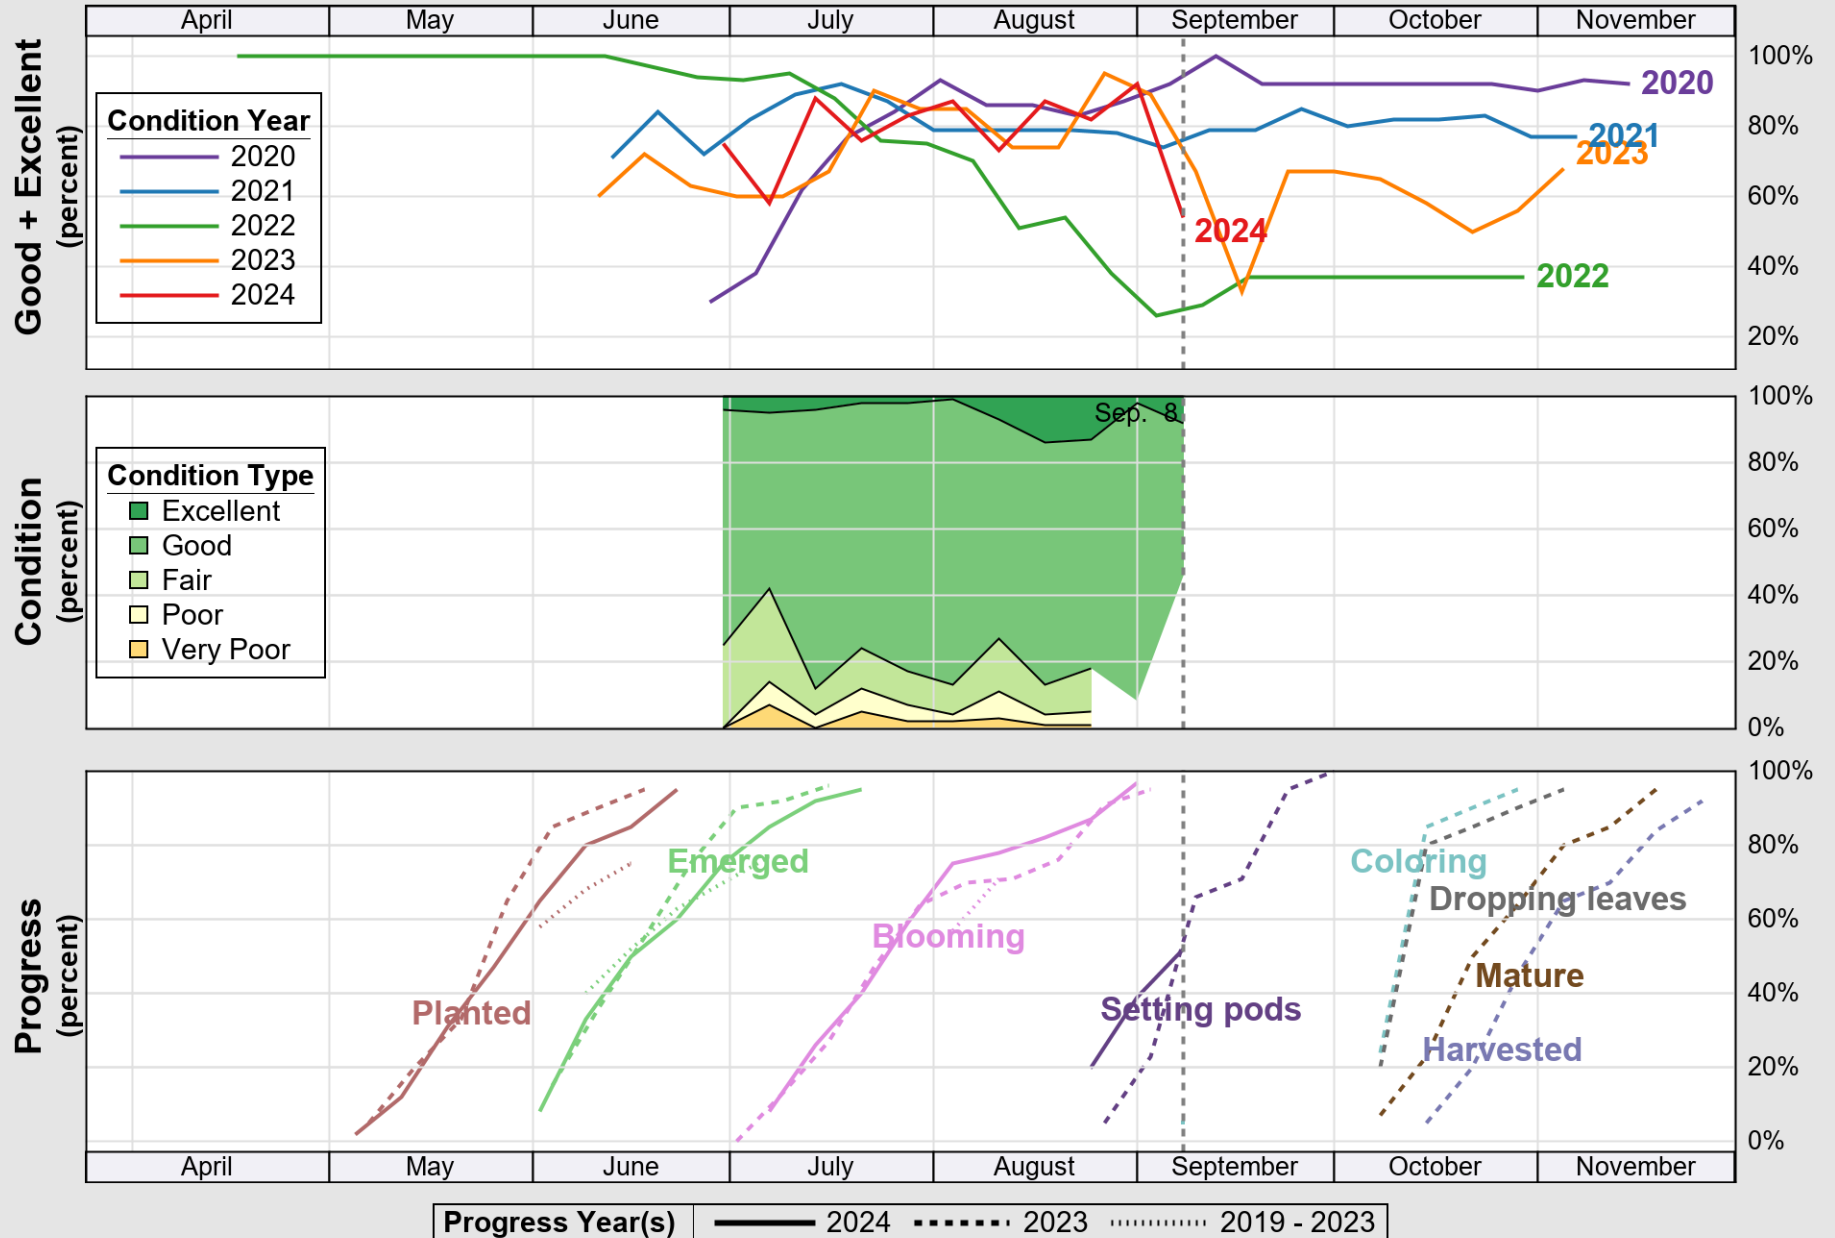 April May June July August September October November
Good + Excellent
(percent)
100%
80%
60%
40%
20%
Condition Year
2020
2021
2022
2023
2024
2020
2021
2023
2024
2022
Condition
(percent)
100%
80%
60%
40%
20%
0%
Sep. 8
Condition Type
Excellent
Good
Fair
Poor
Very Poor
Progress
(percent)
100%
80%
60%
40%
20%
0%
Planted
Emerged
Blooming
Setting pods
Coloring
Dropping leaves
Mature
Harvested
April May June July August September October November
Progress Year(s) 2024 2023 2019 - 2023